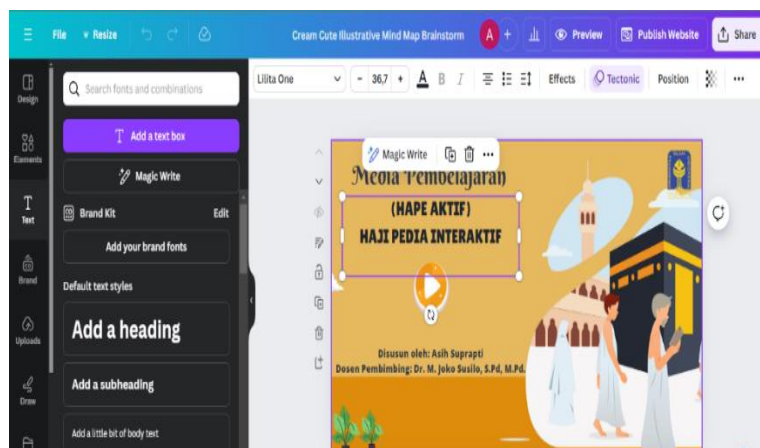 File
Resize
Cream Cute Illustrative Mind Map Brainstorm
A
+
Preview
Publish Website
Share
Design
Elements
Text
Brand
Uploads
Draw
Search fonts and combinations
Add a text box
Magic Write
Brand Kit
Edit
Add your brand fonts
Default text styles
Add a heading
Add a subheading
Add a little bit of body text
Lilita One
- 36,7 +
A B I
Effects
Tectonic
Position
Magic Write
Media Pembelajaran
(HAPE AKTIF)
HAJI PEDIA INTERAKTIF
Disusun oleh: Asih Suprapti
Dosen Pembimbing: Dr. M. Joko Susilo, S.Pd, M.Pd.